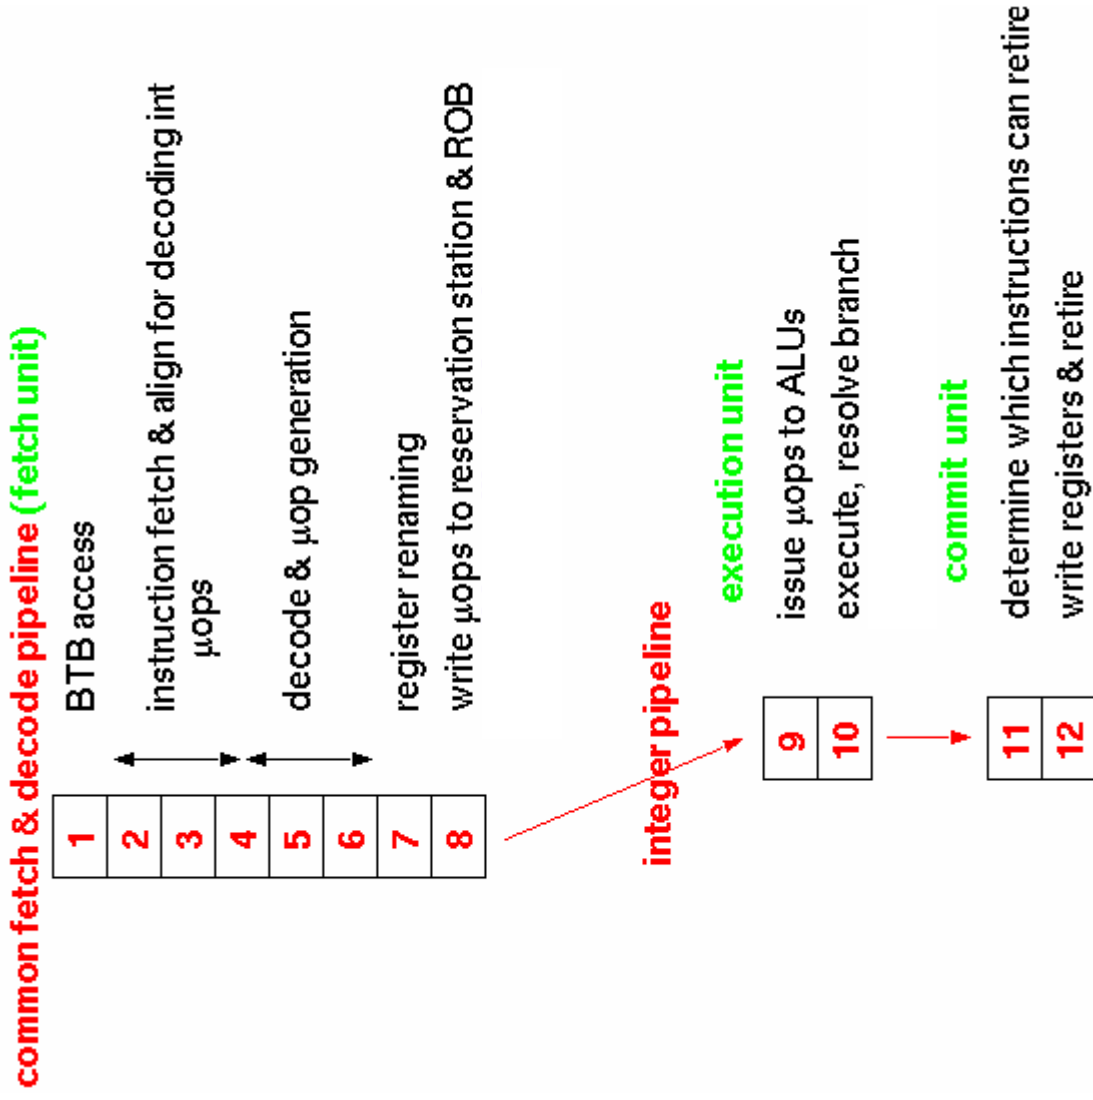 common fetch & decode pipeline (fetch unit)
1
BTB access
2
3
4
instruction fetch & align for decoding int
μops
5
6
decode & μop generation
7
register renaming
8
write μops to reservation station & ROB
integer pipeline
execution unit
9
issue μops to ALUs
10
execute, resolve branch
commit unit
11
determine which instructions can retire
12
write registers & retire